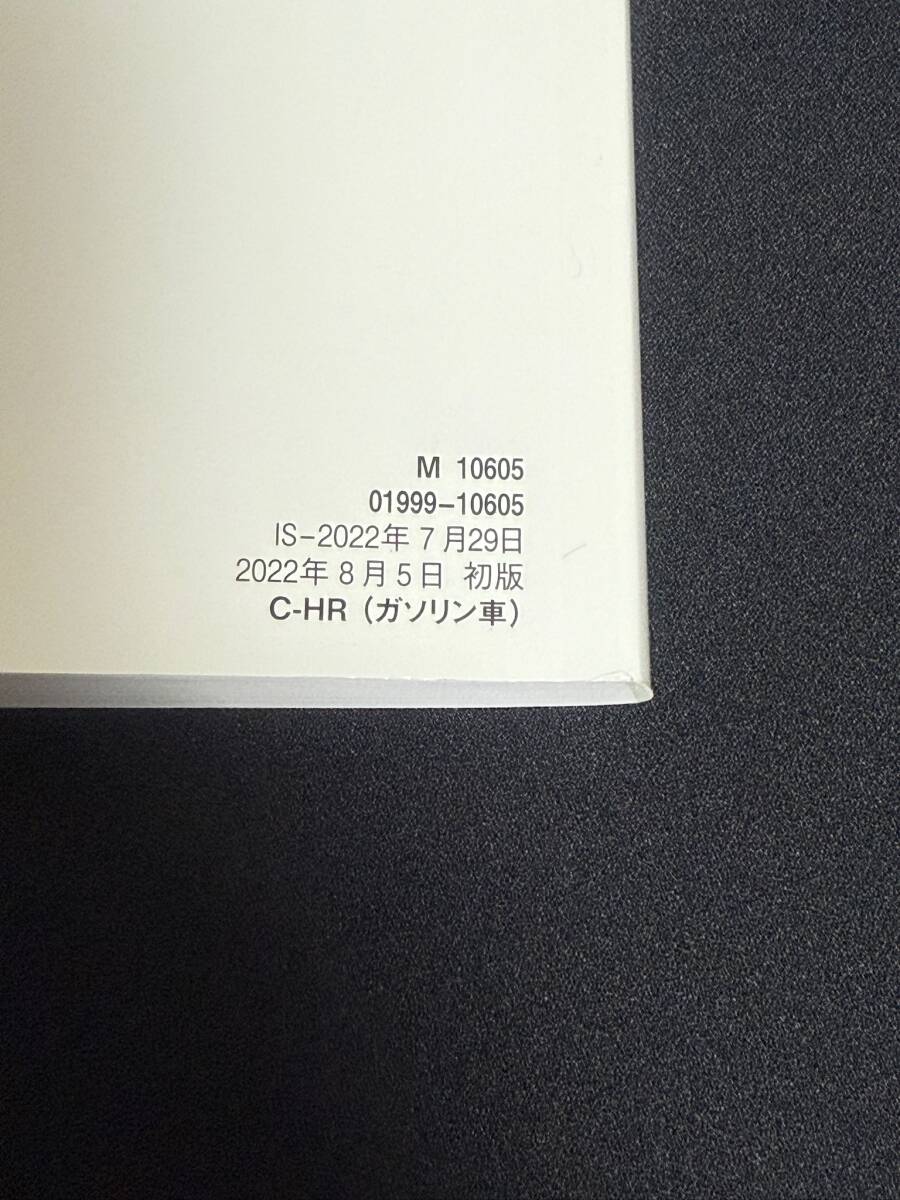 M 10605
01999-10605
IS-2022年7月29日
2022年8月5日 初版
C-HR（ガソリン車）